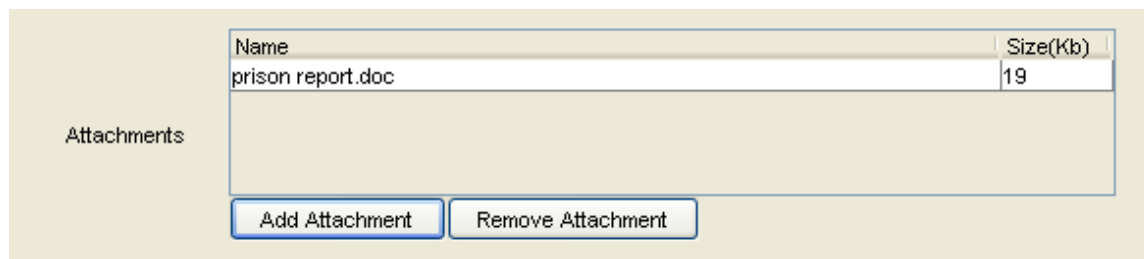 Name Size(Kb)
prison report.doc 19
Attachments
Add Attachment Remove Attachment